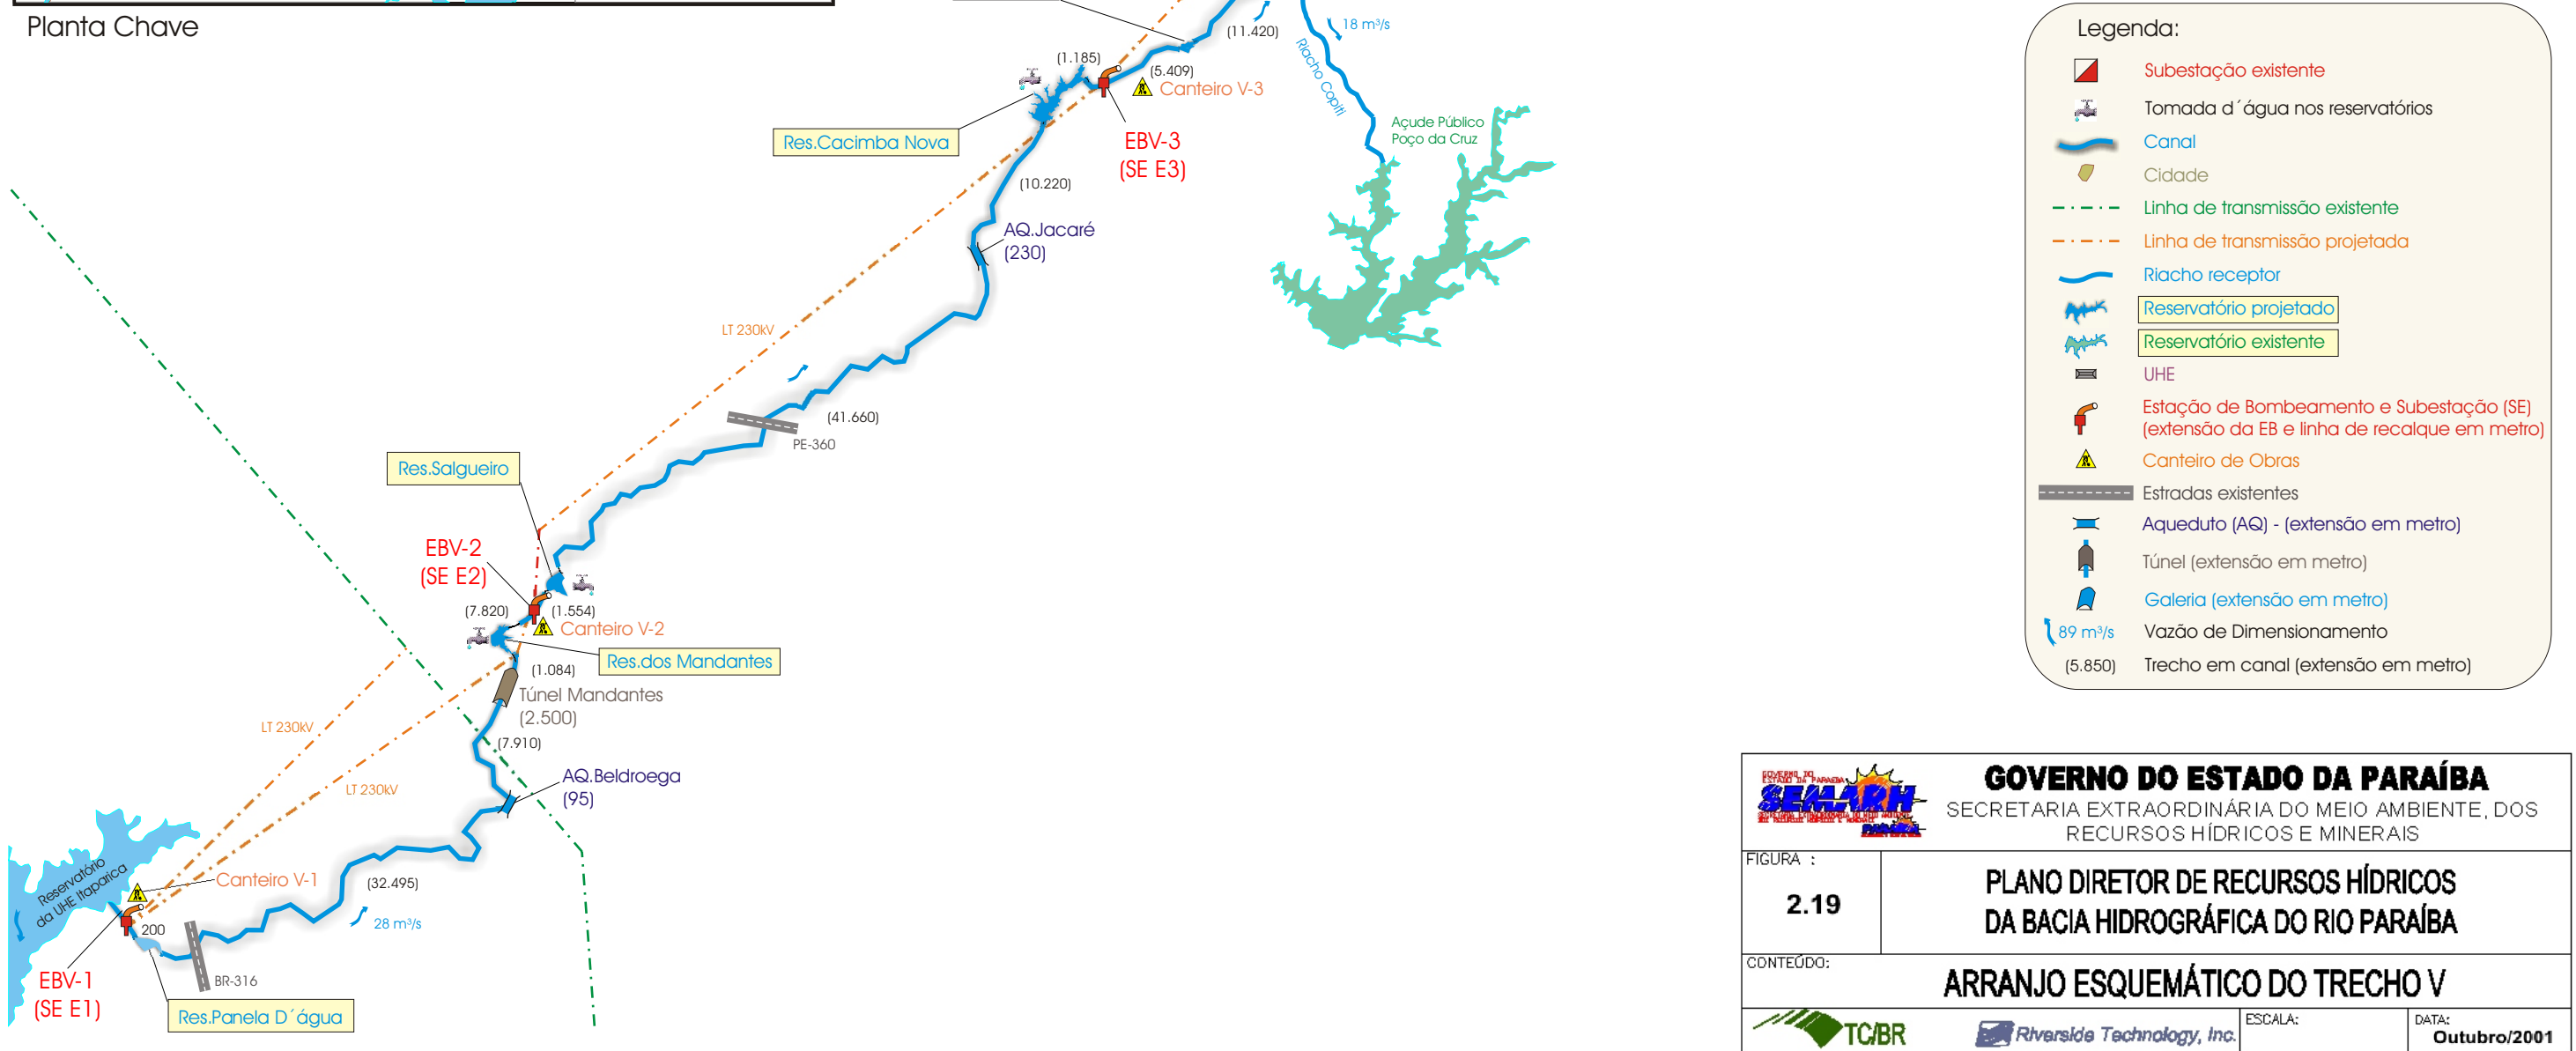 Planta Chave
(11.420)
18 m³/s
Riacho Copiti
(1.185)
(5.409)
Canteiro V-3
EBV-3
(SE E3)
Res.Cacimba Nova
Açude Público
Poço da Cruz
(10.220)
AQ.Jacaré
(230)
LT 230kV
(41.660)
PE-360
Res.Salgueiro
EBV-2
(SE E2)
(7.820)
(1.554)
Canteiro V-2
Res.dos Mandantes
(1.084)
Túnel Mandantes
(2.500)
LT 230kV
(7.910)
AQ.Beldroega
(95)
LT 230kV
Reservatório
da UHE Itaparica
Canteiro V-1
(32.495)
28 m³/s
200
BR-316
EBV-1
(SE E1)
Res.Panela D´água
Legenda:
Subestação existente
Tomada d´água nos reservatórios
Canal
Cidade
Linha de transmissão existente
Linha de transmissão projetada
Riacho receptor
Reservatório projetado
Reservatório existente
UHE
Estação de Bombeamento e Subestação (SE)
(extensão da EB e linha de recalque em metro)
Canteiro de Obras
Estradas existentes
Aqueduto (AQ) - (extensão em metro)
Túnel (extensão em metro)
Galeria (extensão em metro)
89 m³/s Vazão de Dimensionamento
(5.850) Trecho em canal (extensão em metro)
GOVERNO DO ESTADO DA PARAÍBA
SEMARH
PARAÍBA
GOVERNO DO ESTADO DA PARAÍBA
SECRETARIA EXTRAORDINÁRIA DO MEIO AMBIENTE, DOS
RECURSOS HÍDRICOS E MINERAIS
FIGURA :
2.19
PLANO DIRETOR DE RECURSOS HÍDRICOS
DA BACIA HIDROGRÁFICA DO RIO PARAÍBA
CONTEÚDO:
ARRANJO ESQUEMÁTICO DO TRECHO V
TC/BR
Riverside Technology, Inc.
ESCALA:
DATA:
Outubro/2001